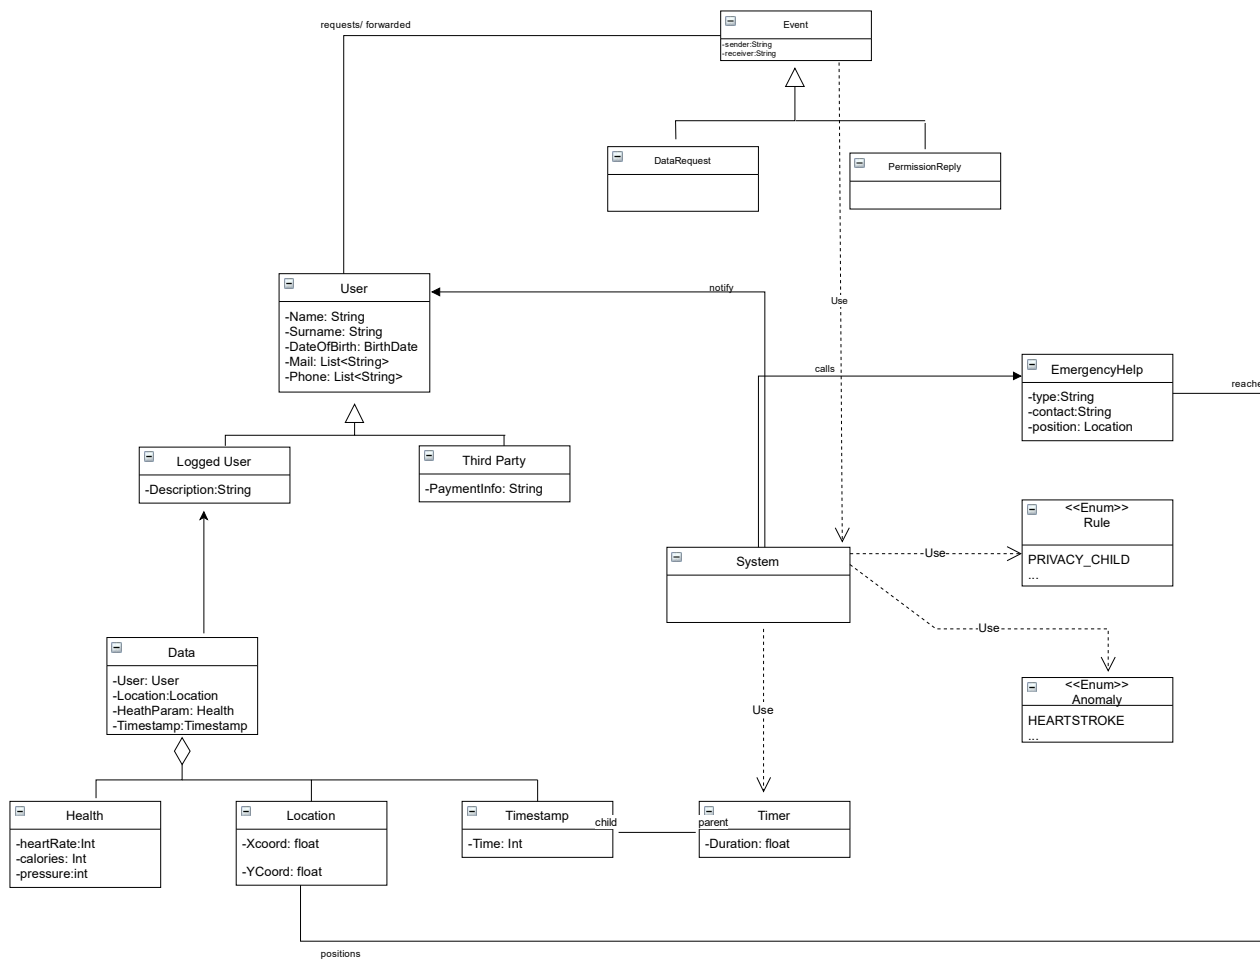 requests/ forwarded
Event
-sender:String
-receiver:String
DataRequest
PermissionReply
User
-Name: String
-Surname: String
-DateOfBirth: BirthDate
-Mail: List<String>
-Phone: List<String>
notify
Use
calls
EmergencyHelp
-type:String
-contact:String
-position: Location
reache
Logged User
-Description:String
Third Party
-PaymentInfo: String
<<Enum>>
Rule
PRIVACY_CHILD
...
System
Use
Use
<<Enum>>
Anomaly
HEARTSTROKE
...
Data
-User: User
-Location:Location
-HeathParam: Health
-Timestamp:Timestamp
Use
Health
-heartRate:Int
-calories: Int
-pressure:int
Location
-Xcoord: float
-YCoord: float
Timestamp
-Time: Int
child
parent
Timer
-Duration: float
positions